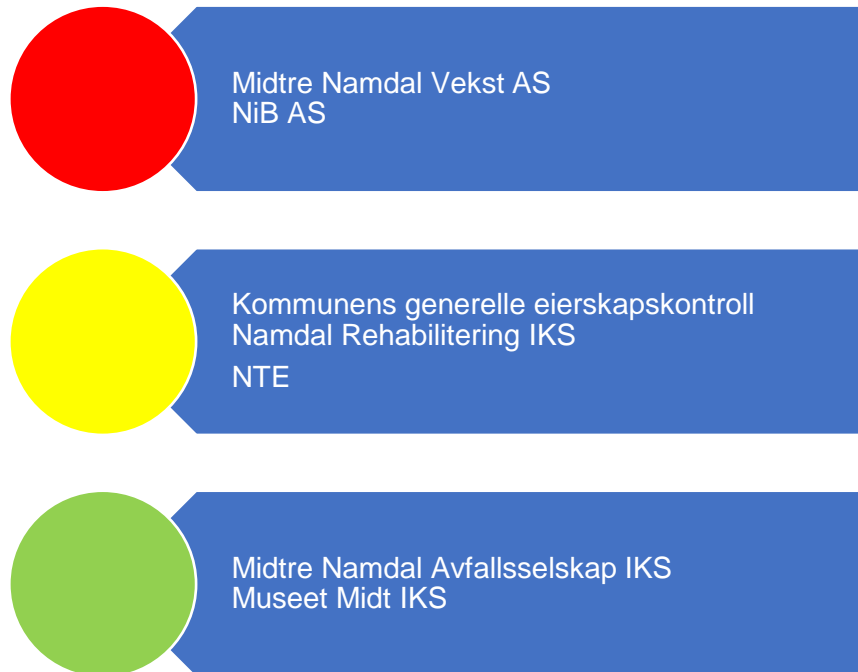 Midtre Namdal Vekst AS
NiB AS
Kommunens generelle eierskapskontroll
Namdal Rehabilitering IKS
NTE
Midtre Namdal Avfallsselskap IKS
Museet Midt IKS